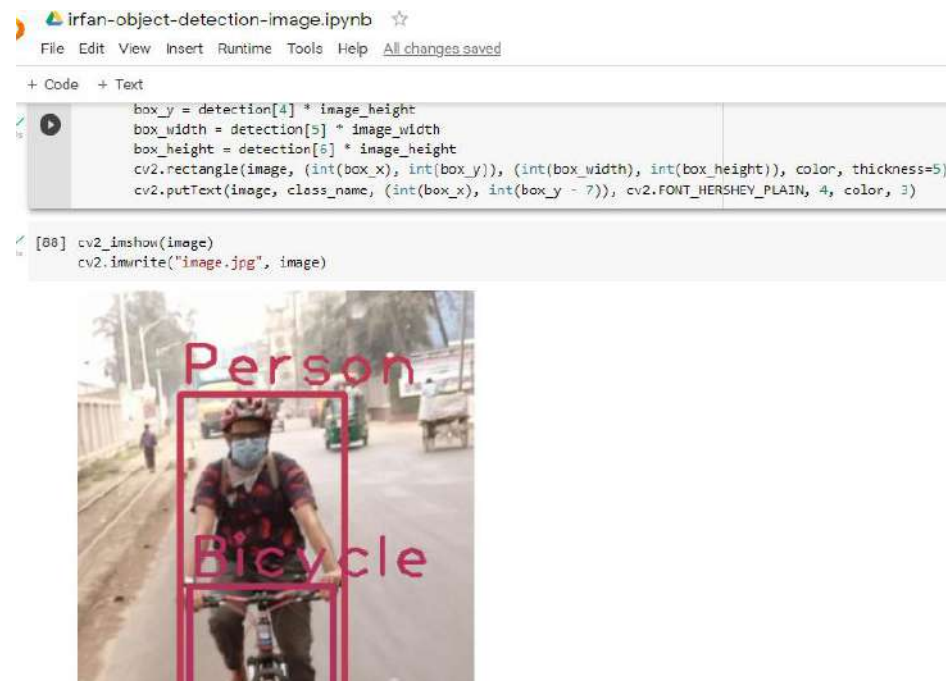 irfan-object-detection-image.ipynb
File Edit View Insert Runtime Tools Help All changes saved
+ Code + Text
box_y = detection[4] * image_height
box_width = detection[5] * image_width
box_height = detection[6] * image_height
cv2.rectangle(image, (int(box_x), int(box_y)), (int(box_width), int(box_height)), color, thickness=5)
cv2.putText(image, class_name, (int(box_x), int(box_y - 7)), cv2.FONT_HERSHEY_PLAIN, 4, color, 3)
[88] cv2_imshow(image)
cv2.imwrite("image.jpg", image)
Person
Bicycle